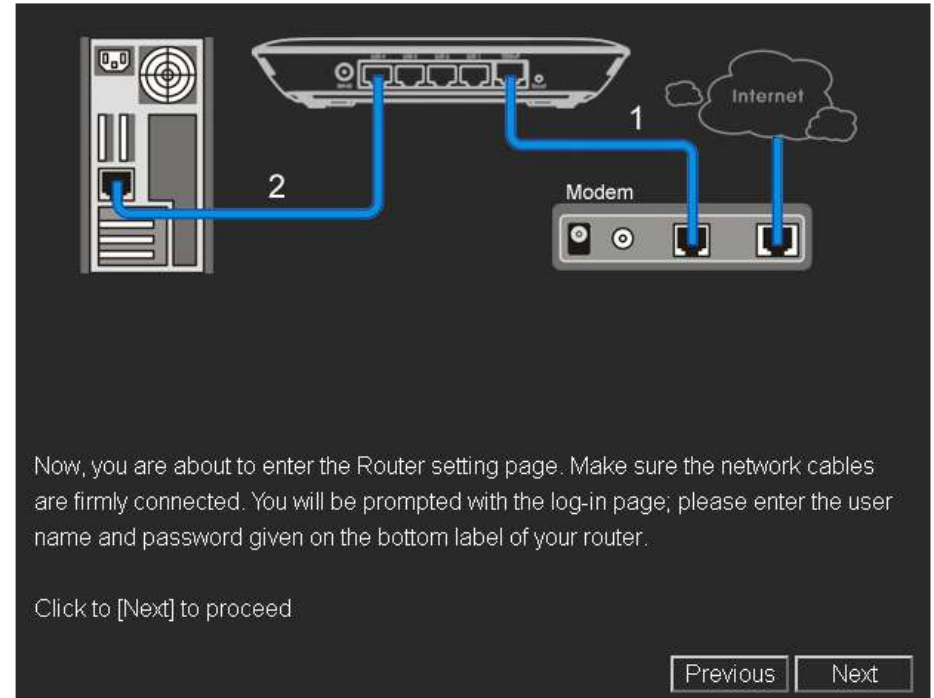 Internet
1
2
Modem
Now, you are about to enter the Router setting page. Make sure the network cables
are firmly connected. You will be prompted with the log-in page; please enter the user
name and password given on the bottom label of your router.
Click to [Next] to proceed
Previous
Next